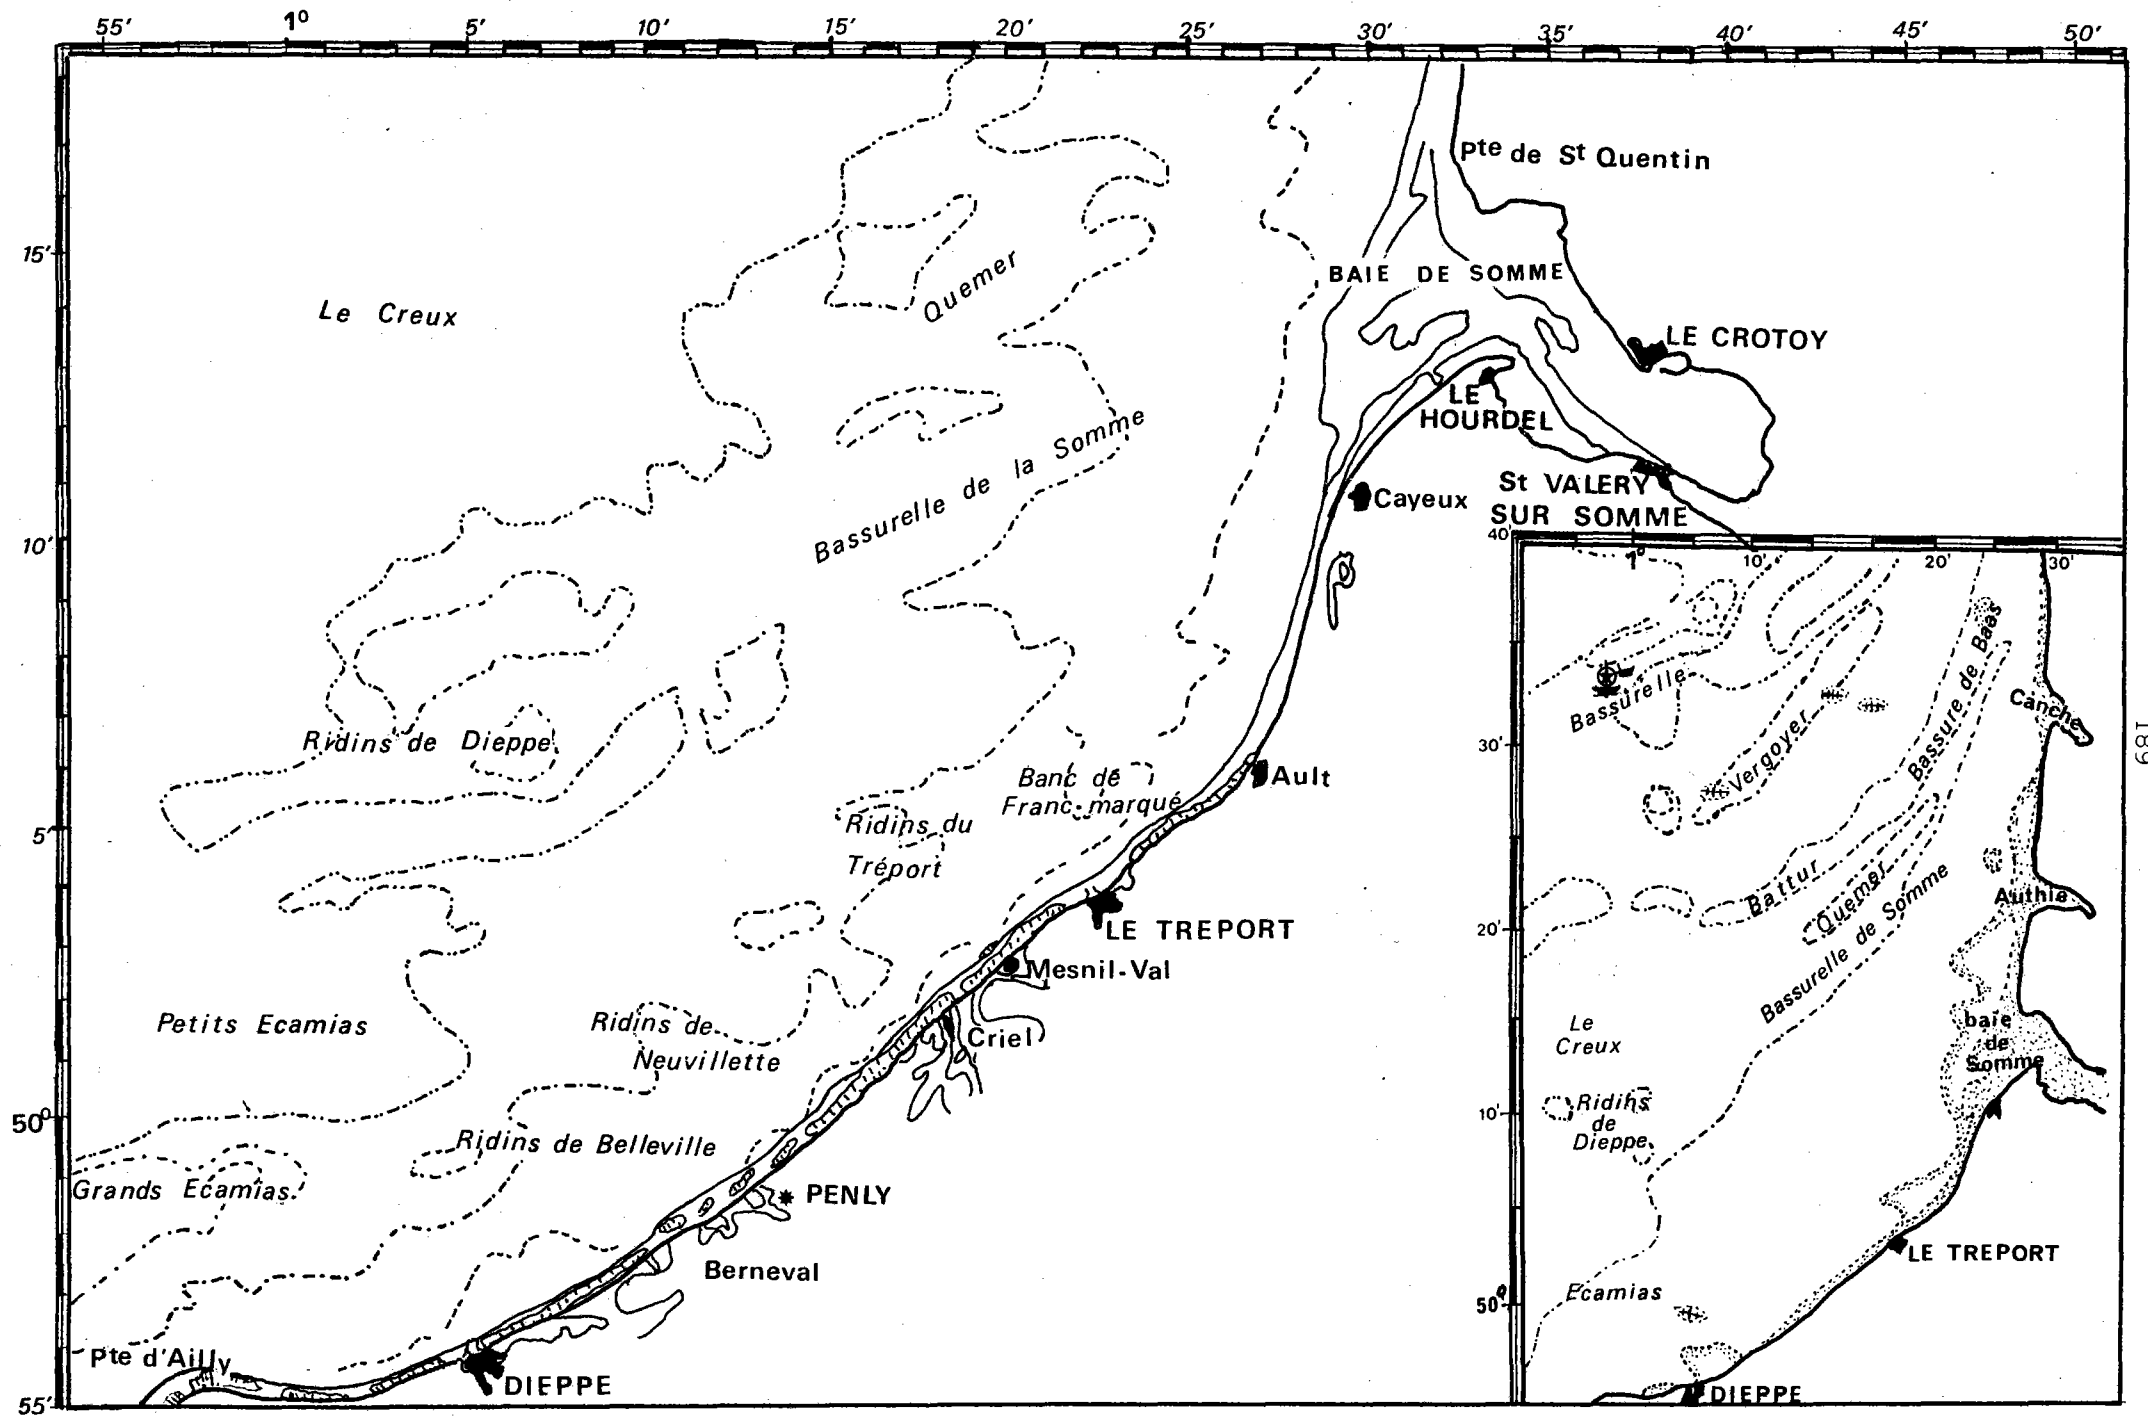 55' 1° 5' 10' 15' 20' 25' 30' 35' 40' 45' 50'
Pte de St Quentin
15'
Quemer
BAIE DE SOMME
Le Creux
LE CROTOY
LE
HOURDEL
Bassurelle de la Somme
St VALERY
SUR SOMME
Cayeux
10'
Ridins de Dieppe
Banc de
Franc marqué
Ault
5'
Ridins du
Tréport
LE TREPORT
Mesnil-Val
Petits Ecamias
Ridins de
Neuvillette
Criel
50°
Ridins de Belleville
Grands Ecamias
PENLY
Berneval
Pte d'Ailly
DIEPPE
55'
40' 1° 10' 20' 30'
Bassurelle
Bassure de Baas
Canche
30'
Vergoyer
Battur
Quemer
Authie
20'
Bassurelle de Somme
Le
Creux
baie
de
Somme
10'
Ridins
de
Dieppe
LE TREPORT
50°
Ecamias
DIEPPE
189